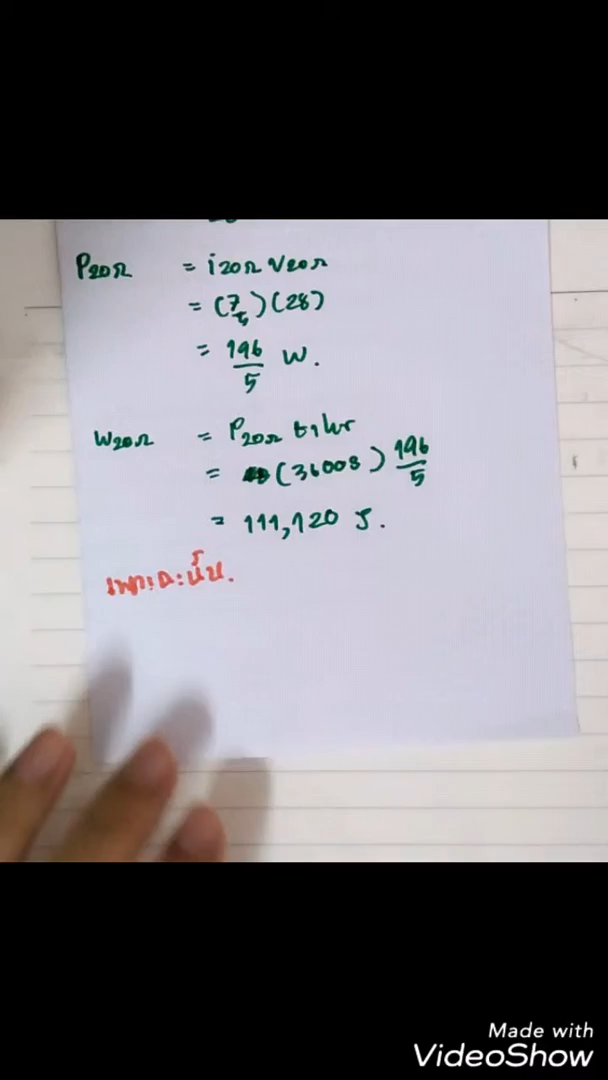 P20Ω = i20Ω V20Ω
= (7/5)(28)
= 196/5 W.
W20Ω = P20Ω t1hr
= (3600s) 196/5
= 111,120 J.
เพราะฉะนั้น.
Made with
VideoShow